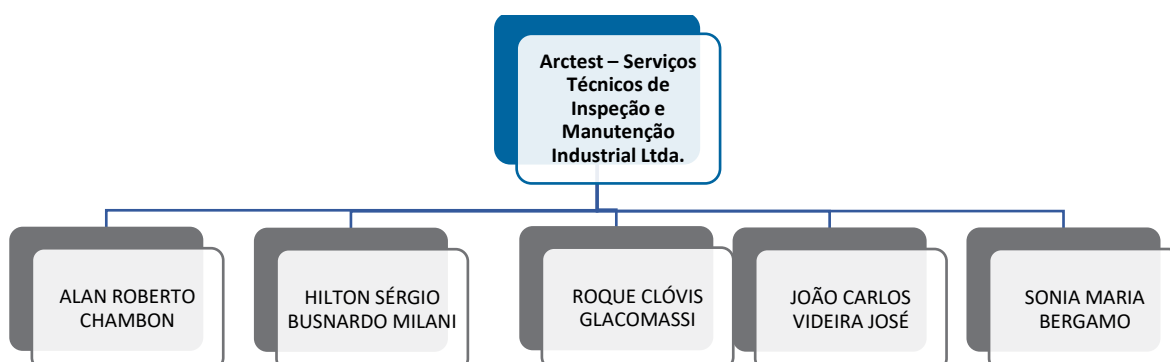 Arctest – Serviços
Técnicos de
Inspeção e
Manutenção
Industrial Ltda.
ALAN ROBERTO
CHAMBON
HILTON SÉRGIO
BUSNARDO MILANI
ROQUE CLÓVIS
GLACOMASSI
JOÃO CARLOS
VIDEIRA JOSÉ
SONIA MARIA
BERGAMO